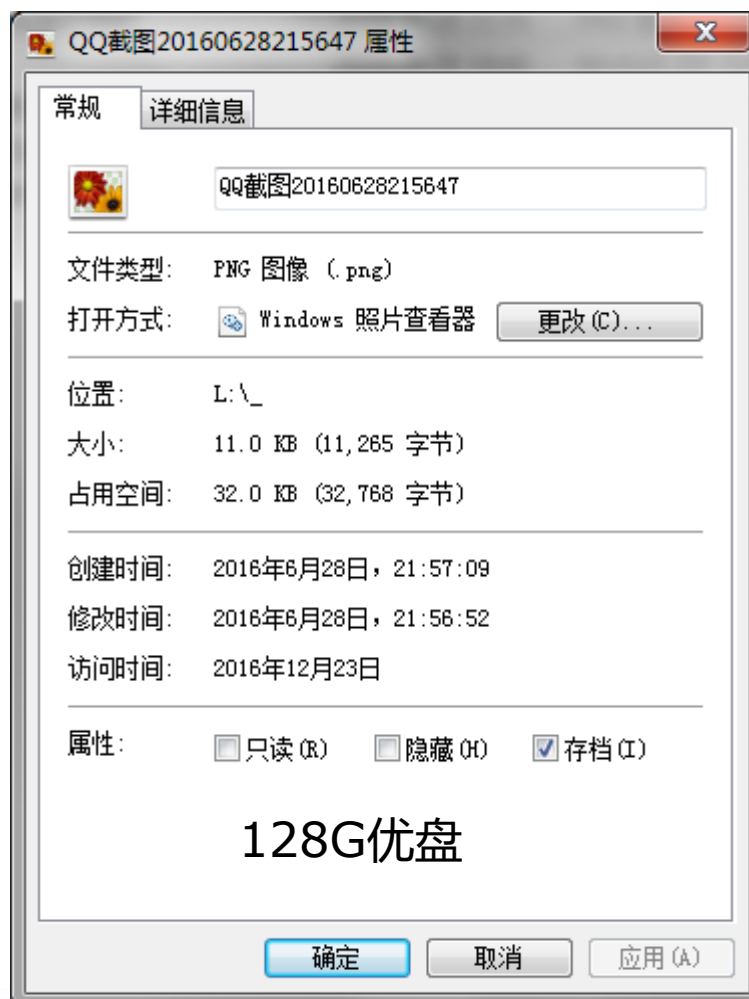 QQ截图20160628215647 属性
常规 详细信息
QQ截图20160628215647
文件类型: PNG 图像 (.png)
打开方式: Windows 照片查看器 更改(C)...
位置: L:\_
大小: 11.0 KB (11,265 字节)
占用空间: 32.0 KB (32,768 字节)
创建时间: 2016年6月28日，21:57:09
修改时间: 2016年6月28日，21:56:52
访问时间: 2016年12月23日
属性: 只读(R) 隐藏(H) 存档(I)
128G优盘
确定 取消 应用(A)